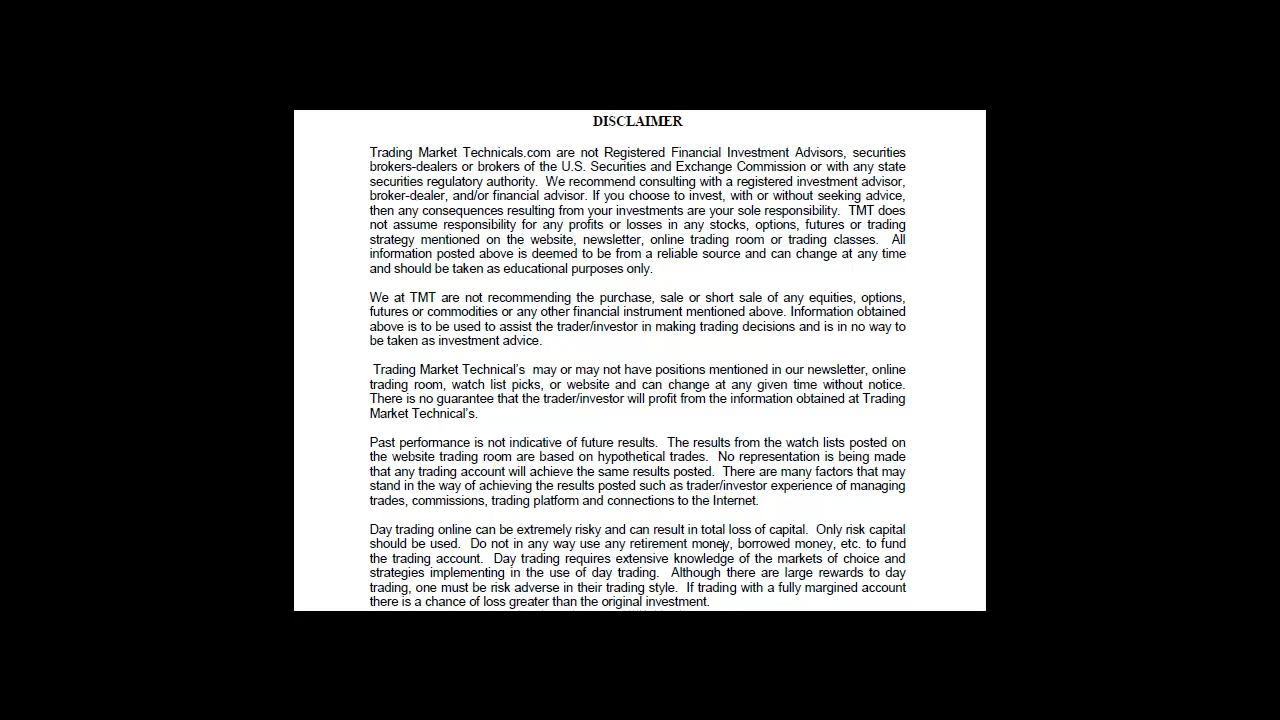 DISCLAIMER
Trading Market Technicals.com are not Registered Financial Investment Advisors, securities
brokers-dealers or brokers of the U.S. Securities and Exchange Commission or with any state
securities regulatory authority.  We recommend consulting with a registered investment advisor,
broker-dealer, and/or financial advisor. If you choose to invest, with or without seeking advice,
then any consequences resulting from your investments are your sole responsibility.  TMT does
not assume responsibility for any profits or losses in any stocks, options, futures or trading
strategy mentioned on the website, newsletter, online trading room or trading classes.  All
information posted above is deemed to be from a reliable source and can change at any time
and should be taken as educational purposes only.
We at TMT are not recommending the purchase, sale or short sale of any equities, options,
futures or commodities or any other financial instrument mentioned above. Information obtained
above is to be used to assist the trader/investor in making trading decisions and is in no way to
be taken as investment advice.
Trading Market Technical's  may or may not have positions mentioned in our newsletter, online
trading room, watch list picks, or website and can change at any given time without notice.
There is no guarantee that the trader/investor will profit from the information obtained at Trading
Market Technical's.
Past performance is not indicative of future results.  The results from the watch lists posted on
the website trading room are based on hypothetical trades.  No representation is being made
that any trading account will achieve the same results posted.  There are many factors that may
stand in the way of achieving the results posted such as trader/investor experience of managing
trades, commissions, trading platform and connections to the Internet.
Day trading online can be extremely risky and can result in total loss of capital.  Only risk capital
should be used.  Do not in any way use any retirement money, borrowed money, etc. to fund
the trading account.  Day trading requires extensive knowledge of the markets of choice and
strategies implementing in the use of day trading.  Although there are large rewards to day
trading, one must be risk adverse in their trading style.  If trading with a fully margined account
there is a chance of loss greater than the original investment.